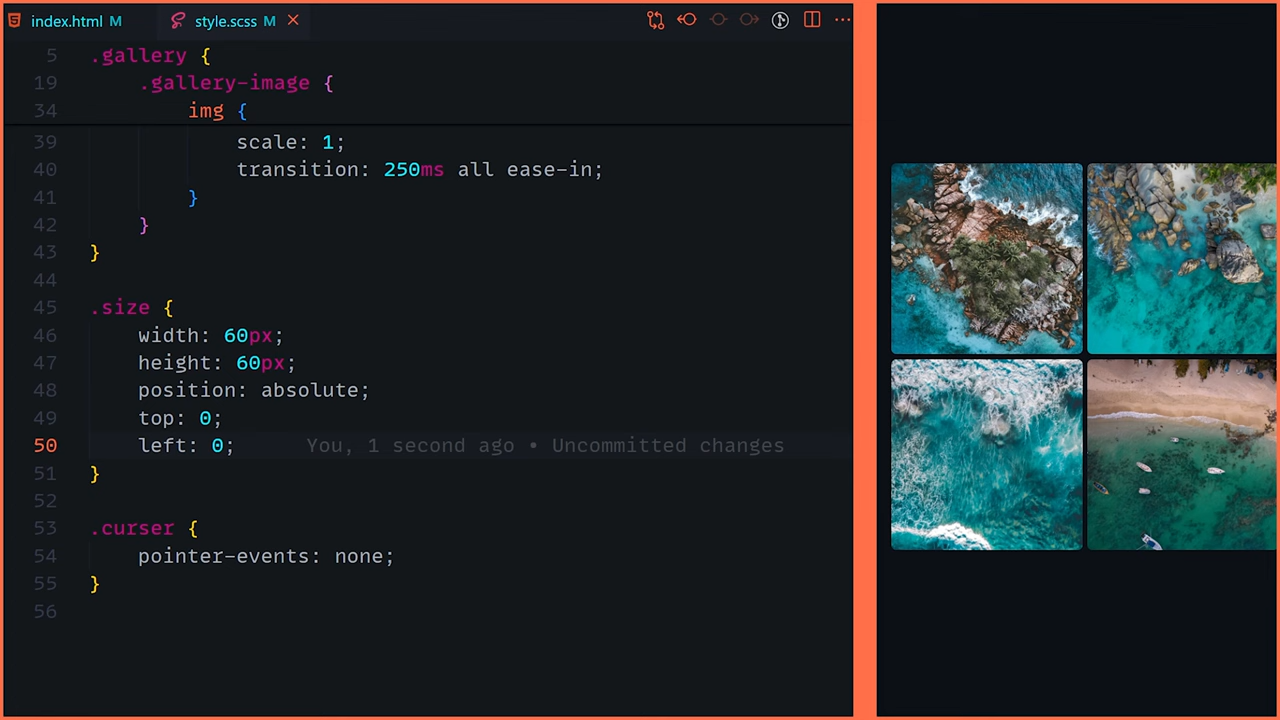 index.html M
style.scss M
5 .gallery {
19 .gallery-image {
34 img {
39 scale: 1;
40 transition: 250ms all ease-in;
41 }
42 }
43 }
44
45 .size {
46 width: 60px;
47 height: 60px;
48 position: absolute;
49 top: 0;
50 left: 0; You, 1 second ago • Uncommitted changes
51 }
52
53 .curser {
54 pointer-events: none;
55 }
56